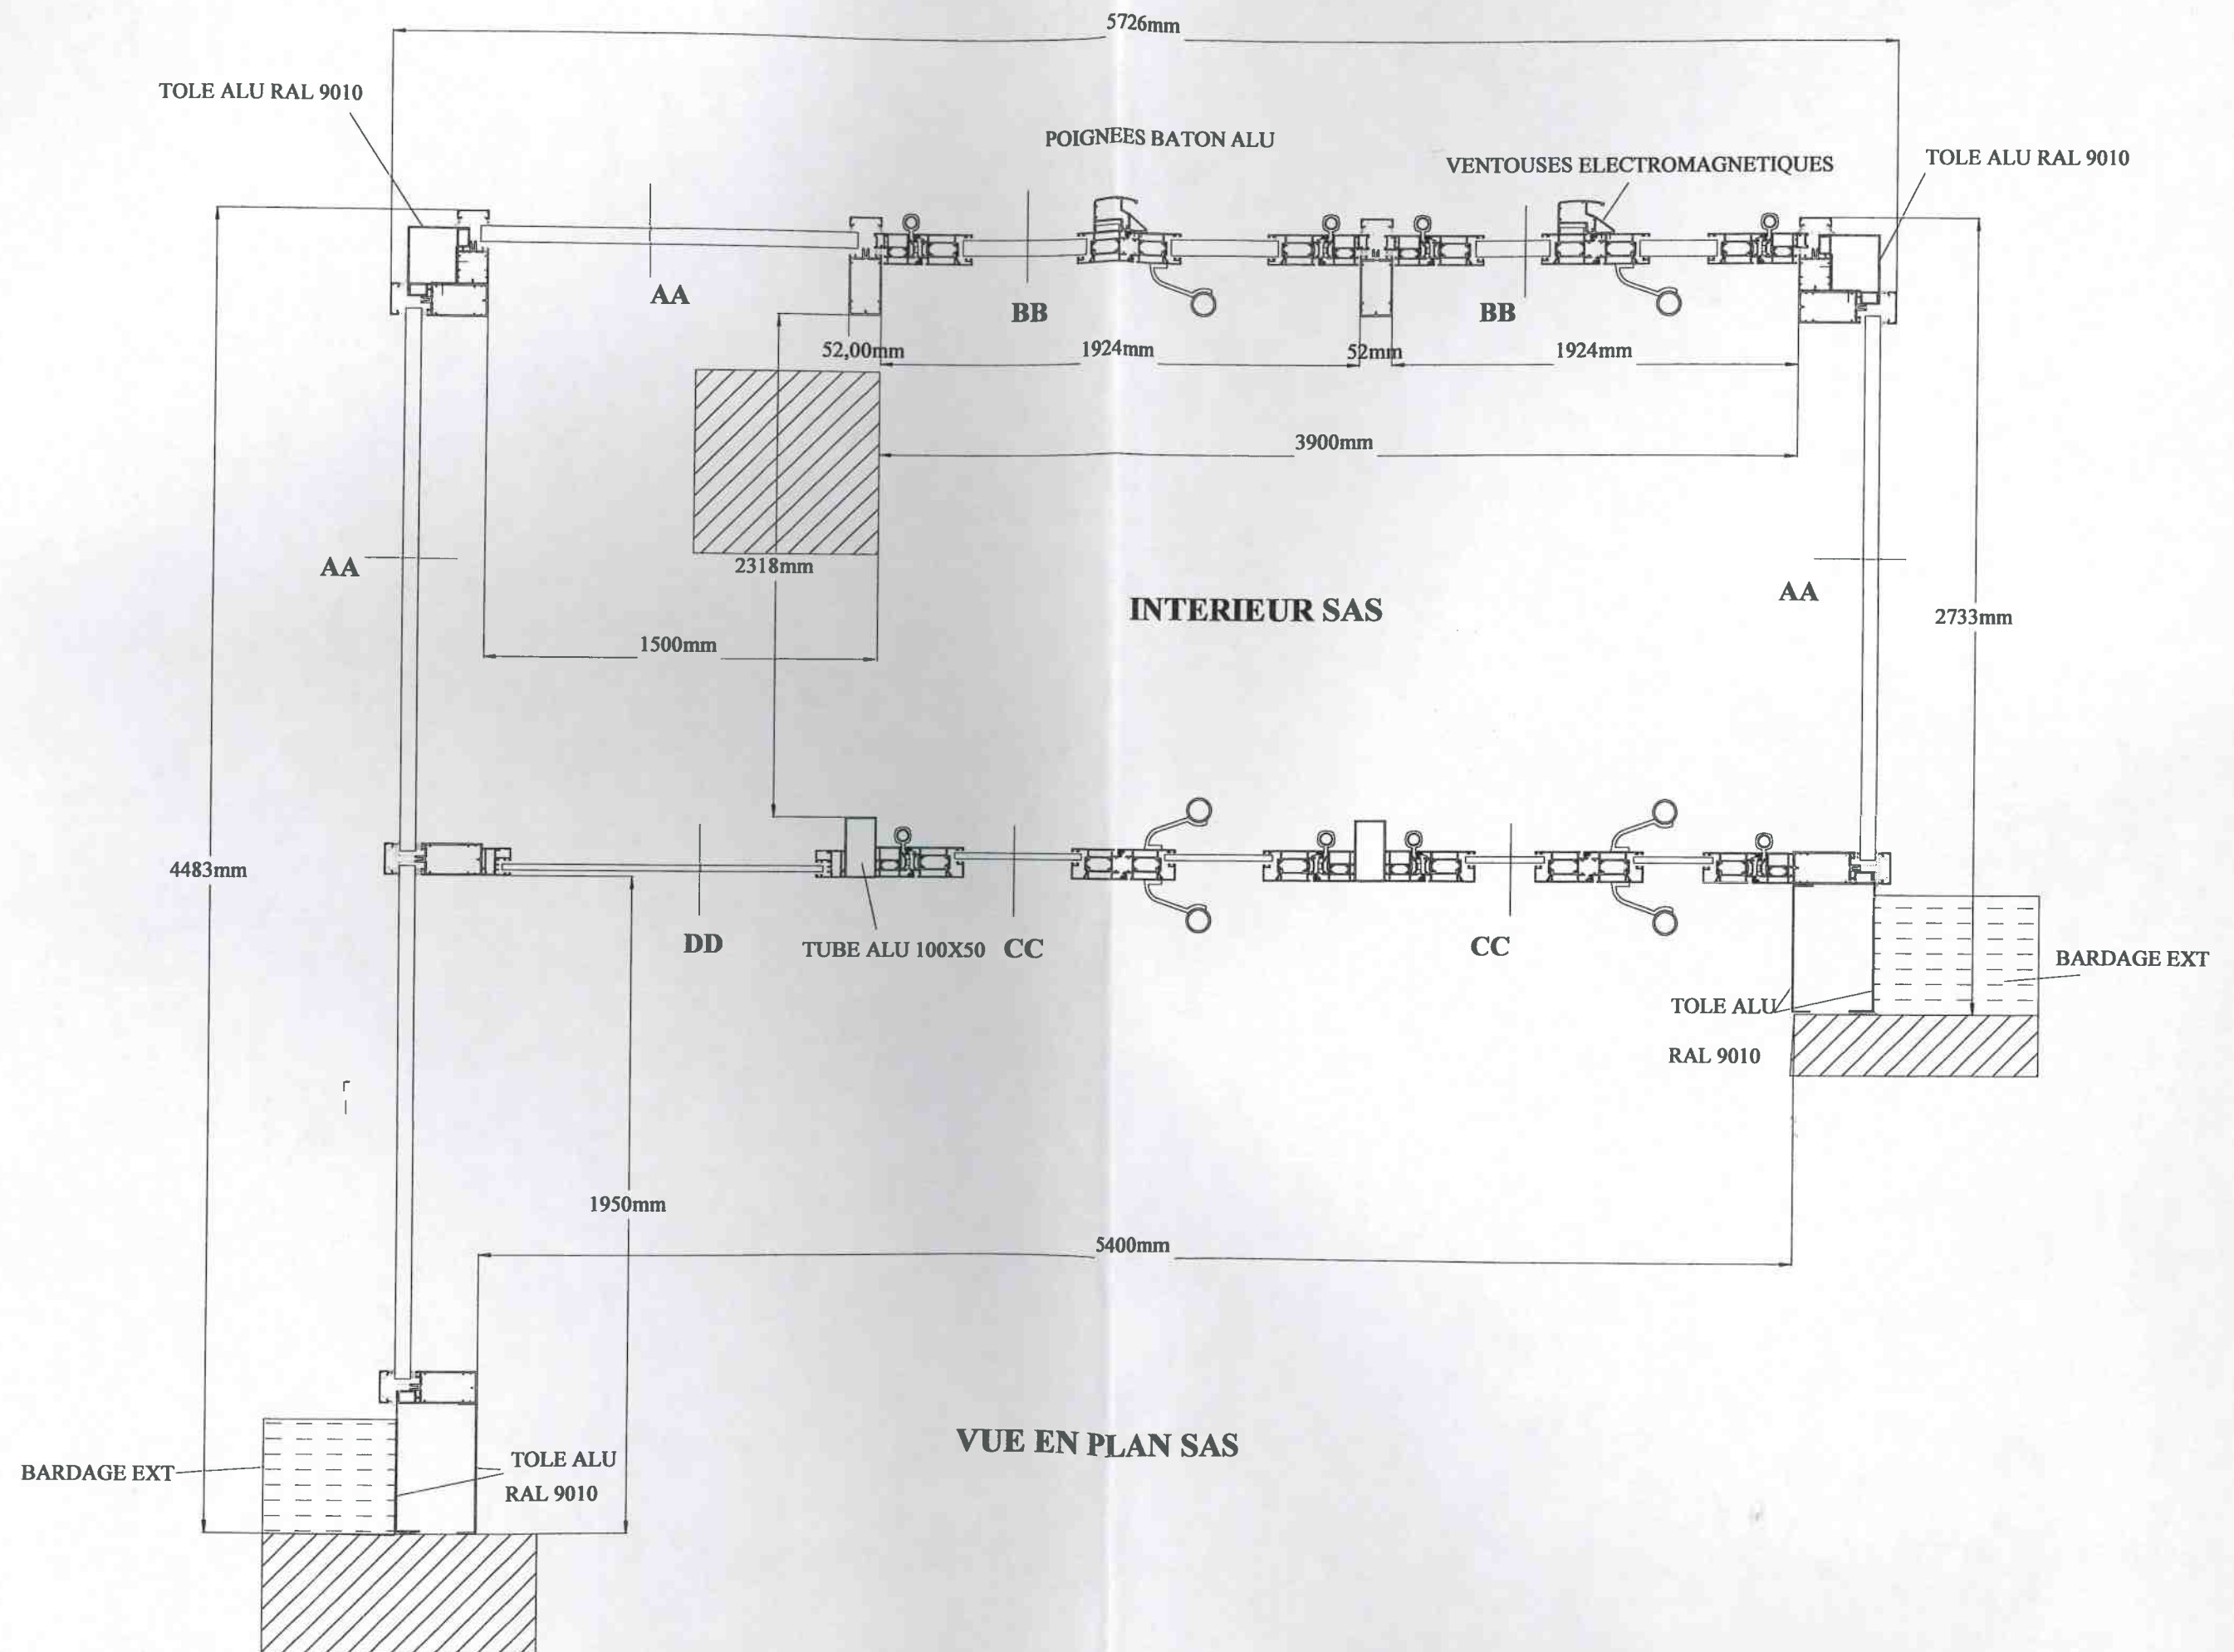 5726mm
TOLE ALU RAL 9010
POIGNEES BATON ALU
VENTOUSES ELECTROMAGNETIQUES
TOLE ALU RAL 9010
AA
BB
BB
52,00mm
1924mm
52mm
1924mm
3900mm
AA
2318mm
AA
INTERIEUR SAS
2733mm
1500mm
4483mm
DD
TUBE ALU 100X50
CC
CC
BARDAGE EXT
TOLE ALU
RAL 9010
1950mm
5400mm
VUE EN PLAN SAS
BARDAGE EXT
TOLE ALU
RAL 9010